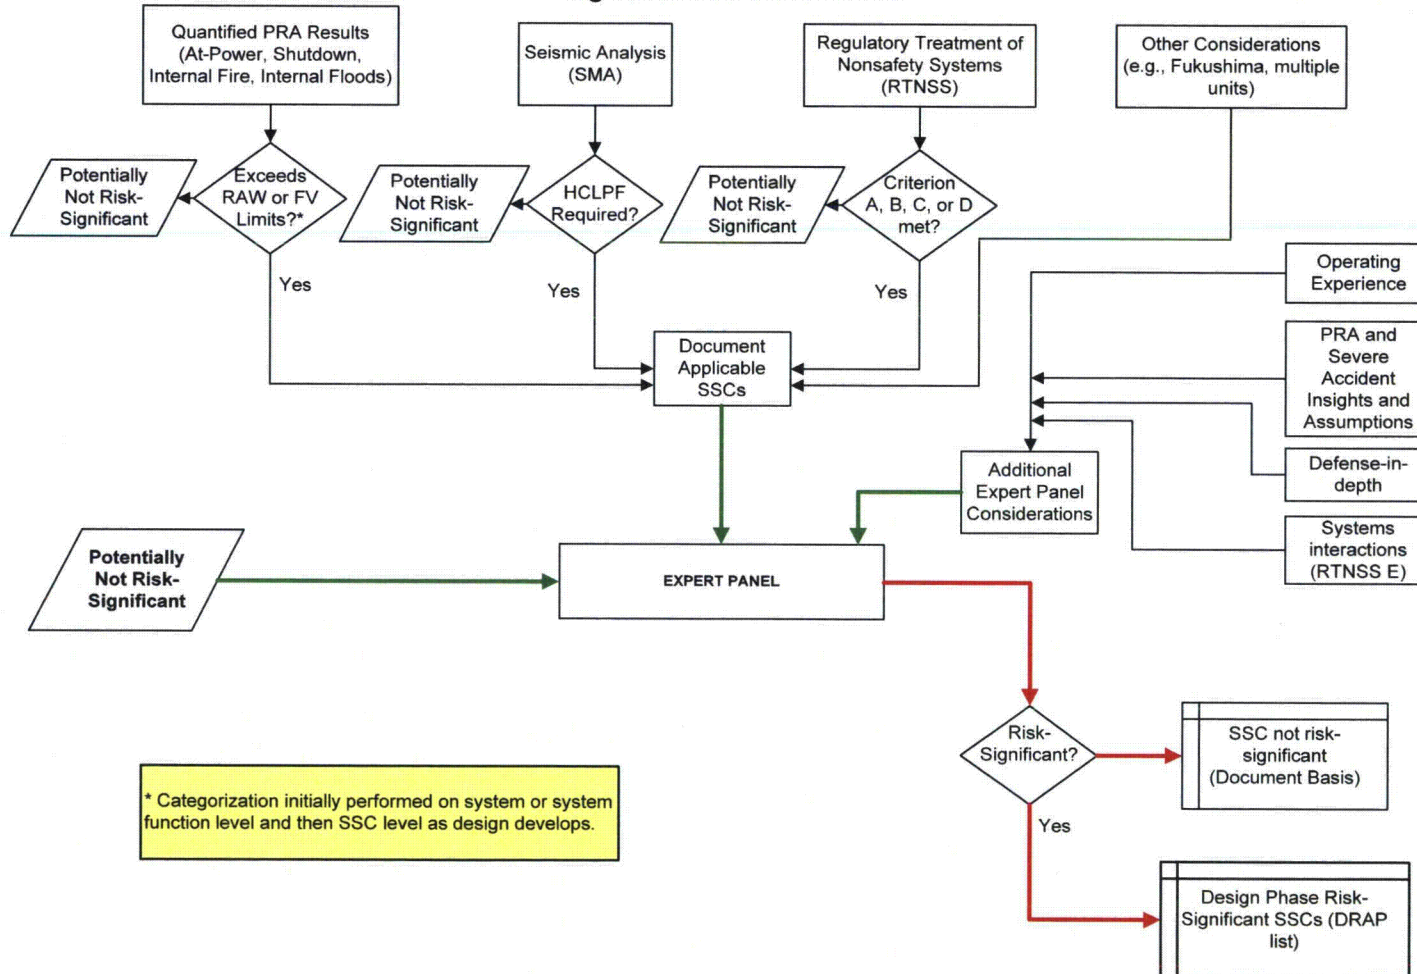 Quantified PRA Results
(At-Power, Shutdown,
Internal Fire, Internal Floods)
Seismic Analysis
(SMA)
Regulatory Treatment of
Nonsafety Systems
(RTNSS)
Other Considerations
(e.g., Fukushima, multiple
units)
Potentially
Not Risk-
Significant
Exceeds
RAW or FV
Limits?*
Potentially
Not Risk-
Significant
HCLPF
Required?
Potentially
Not Risk-
Significant
Criterion
A, B, C, or D
met?
Yes
Yes
Yes
Operating
Experience
PRA and
Severe
Accident
Insights and
Assumptions
Document
Applicable
SSCs
Defense-in-
depth
Additional
Expert Panel
Considerations
Systems
interactions
(RTNSS E)
Potentially
Not Risk-
Significant
EXPERT PANEL
Risk-
Significant?
SSC not risk-
significant
(Document Basis)
Yes
* Categorization initially performed on system or system
function level and then SSC level as design develops.
Design Phase Risk-
Significant SSCs (DRAP
list)